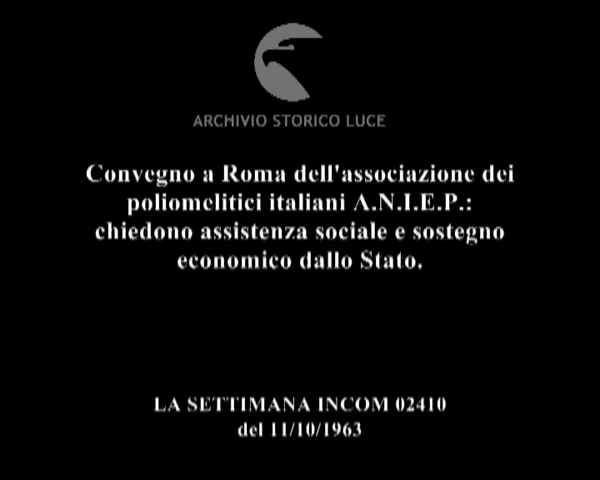 ARCHIVIO STORICO LUCE
Convegno a Roma dell'associazione dei
poliomelitici italiani A.N.I.E.P.:
chiedono assistenza sociale e sostegno
economico dallo Stato.
LA SETTIMANA INCOM 02410
del 11/10/1963